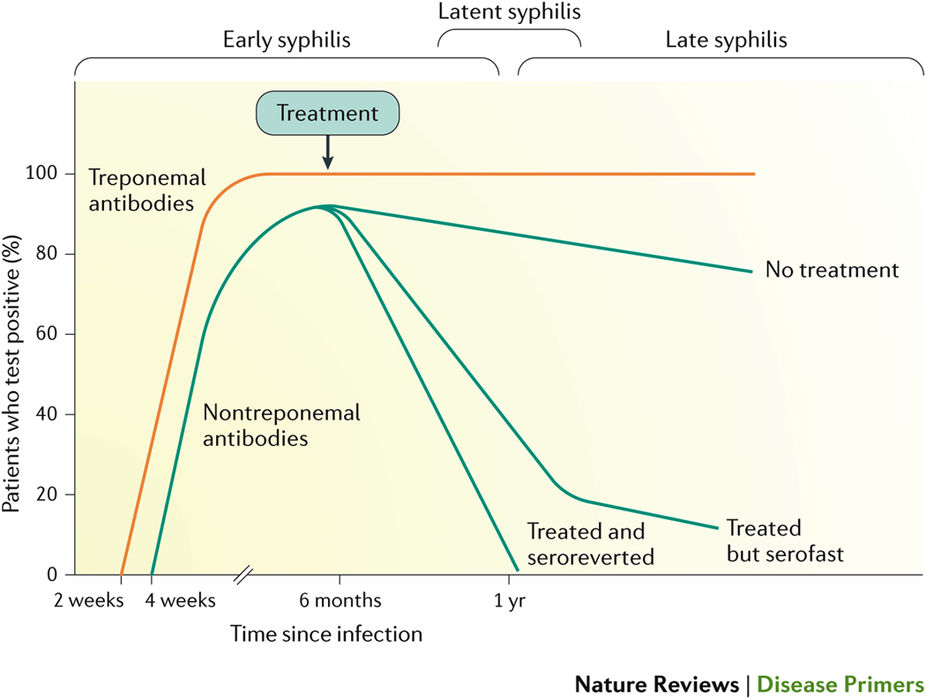 Latent syphilis
Early syphilis
Late syphilis
Treatment
100
80
60
40
20
0
Patients who test positive (%)
Treponemal
antibodies
No treatment
Nontreponemal
antibodies
Treated and
seroreverted
Treated
but serofast
2 weeks
4 weeks
6 months
1 yr
Time since infection
Nature Reviews | Disease Primers